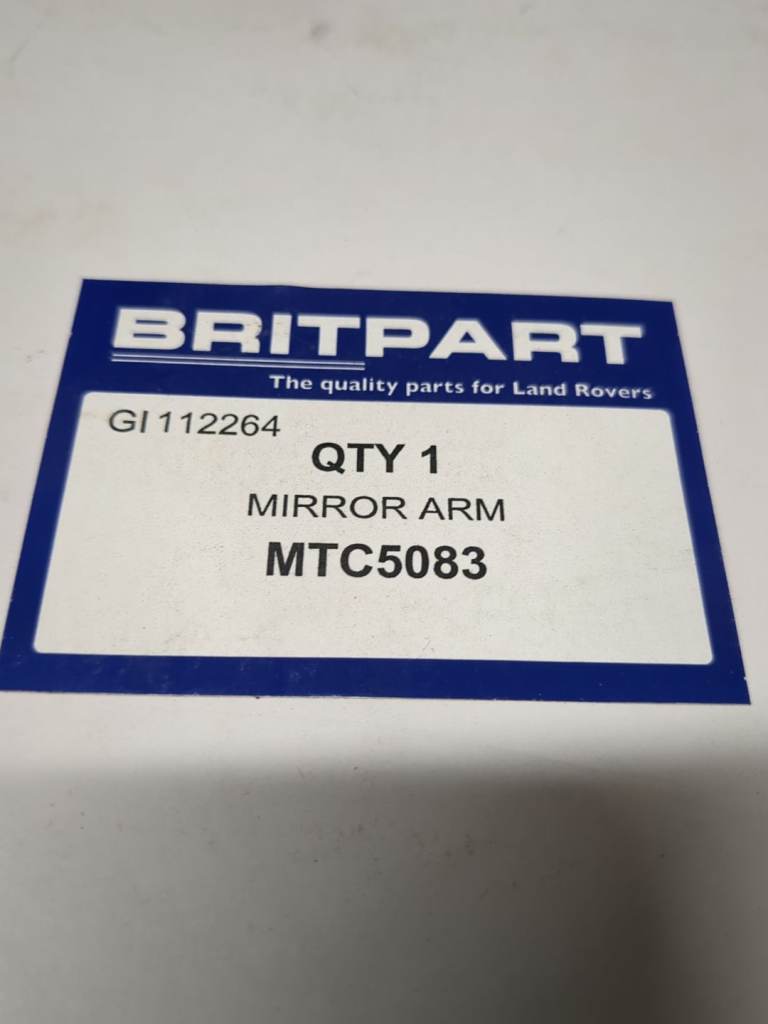 BRITPART
The quality parts for Land Rovers
GI 112264
QTY 1
MIRROR ARM
MTC5083